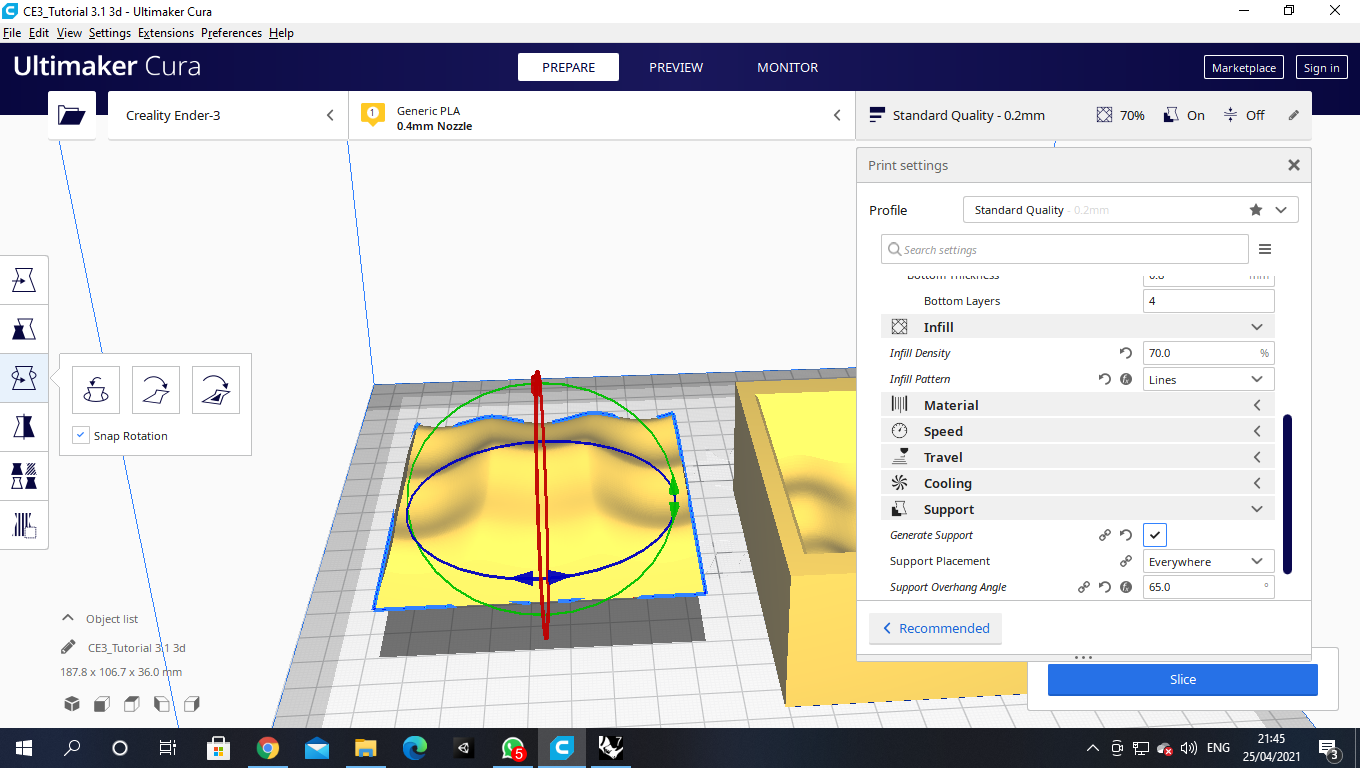 CE3_Tutorial 3.1 3d - Ultimaker Cura
File Edit View Settings Extensions Preferences Help
Ultimaker Cura
PREPARE
PREVIEW
MONITOR
Marketplace
Sign in
Creality Ender-3
1
Generic PLA
0.4mm Nozzle
Standard Quality - 0.2mm
70%
On
Off
Print settings
Profile
Standard Quality - 0.2mm
Search settings
Bottom Thickness
0.8 mm
Bottom Layers
4
Infill
Infill Density
70.0 %
Infill Pattern
Lines
Material
Speed
Travel
Cooling
Support
Generate Support
Support Placement
Everywhere
Support Overhang Angle
65.0 °
Recommended
Slice
Snap Rotation
Object list
CE3_Tutorial 3.1 3d
187.8 x 106.7 x 36.0 mm
5
7
ENG
21:45
25/04/2021
3